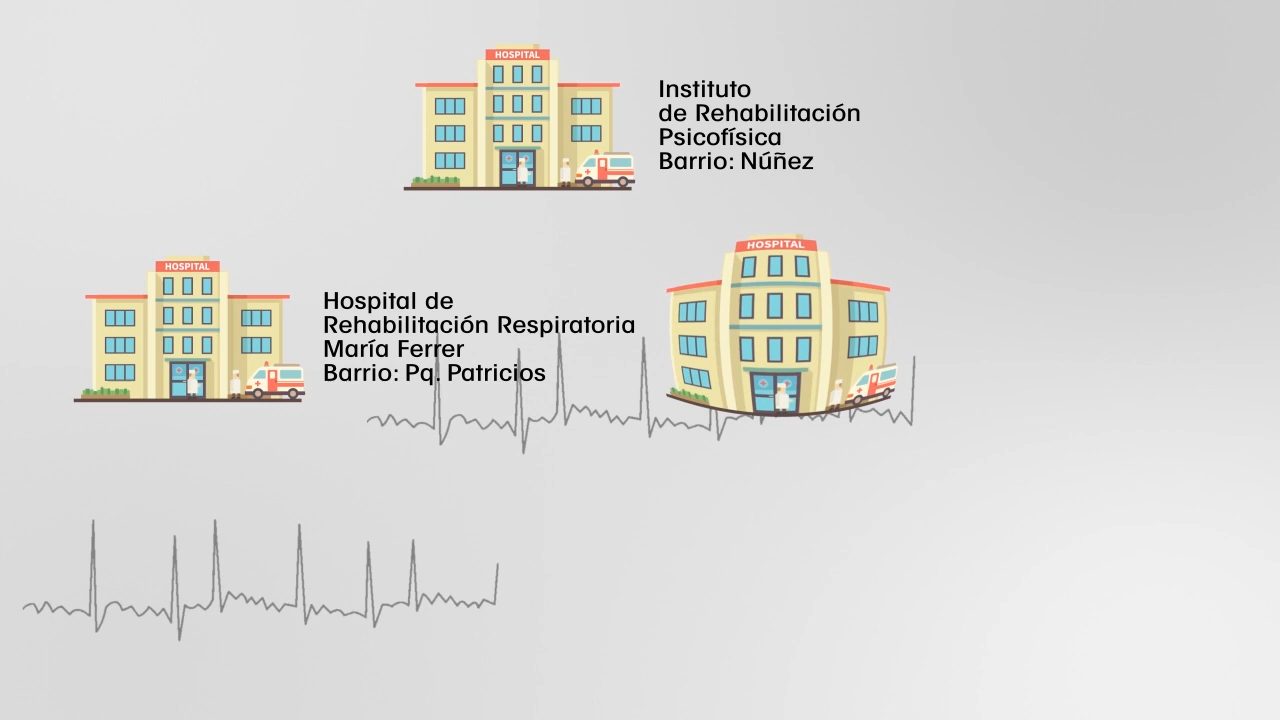 HOSPITAL
Instituto
de Rehabilitación
Psicofísica
Barrio: Núñez
HOSPITAL
Hospital de
Rehabilitación Respiratoria
María Ferrer
Barrio: Pq. Patricios
HOSPITAL